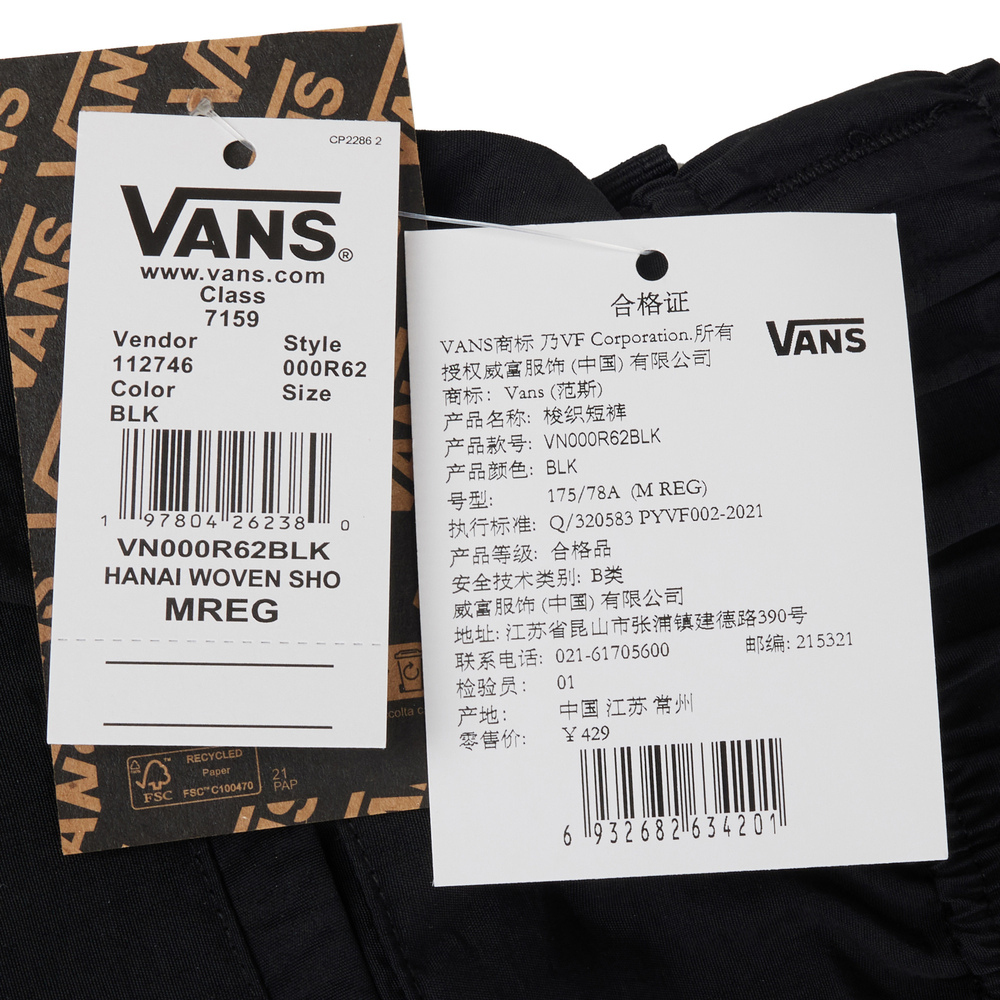 CP2286 2
VANS®
www.vans.com
Class
7159
Vendor Style
112746 000R62
Color Size
BLK
1 97804 26238 0
VN000R62BLK
HANAI WOVEN SHO
MREG
VANS
VANS
VANS
VANS
RECYCLED
Paper
FSC™ C100470
FSC
21
PAP
合格证
VANS
VANS商标 乃VF Corporation.所有
授权威富服饰 (中国) 有限公司
商标: Vans (范斯)
产品名称: 梭织短裤
产品款号: VN000R62BLK
产品颜色: BLK
号型: 175/78A (M REG)
执行标准: Q/320583 PYVF002-2021
产品等级: 合格品
安全技术类别: B类
威富服饰 (中国) 有限公司
地址: 江苏省昆山市张浦镇建德路390号
联系电话: 021-61705600 邮编: 215321
检验员: 01
产地: 中国 江苏 常州
零售价: ¥ 429
6 932682 634201